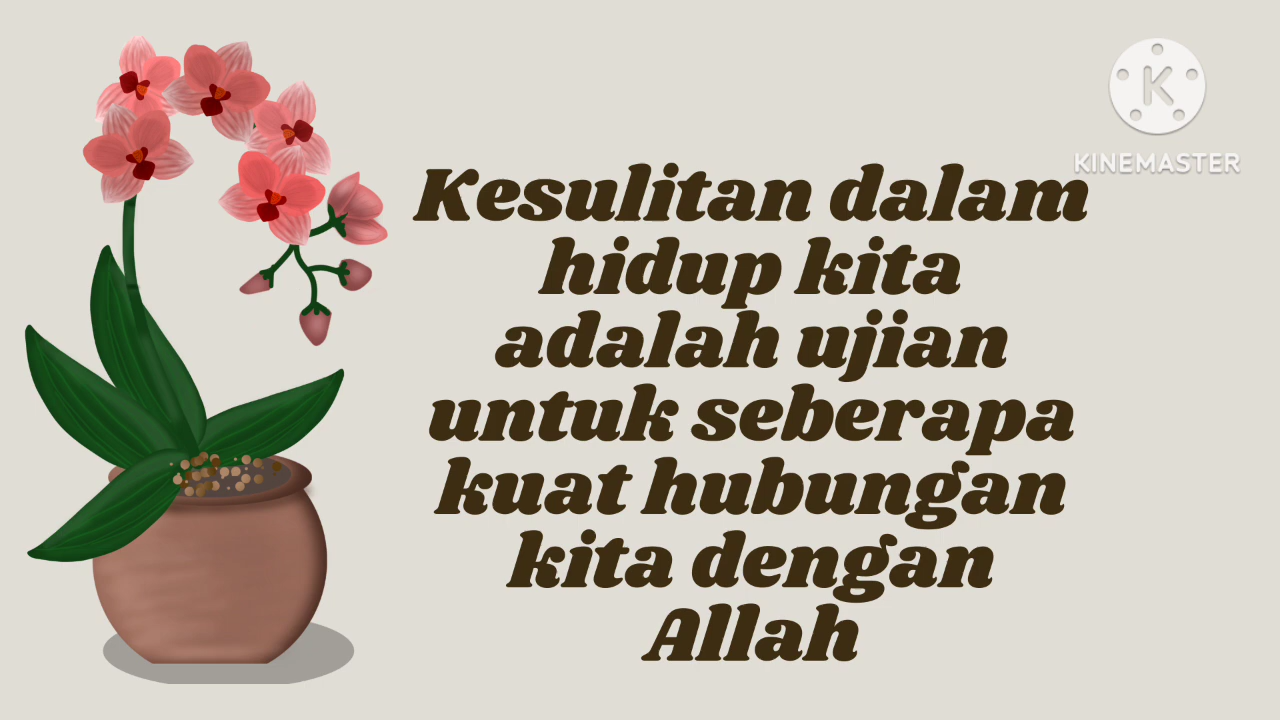 K
KINEMASTER
Kesulitan dalam
hidup kita
adalah ujian
untuk seberapa
kuat hubungan
kita dengan
Allah